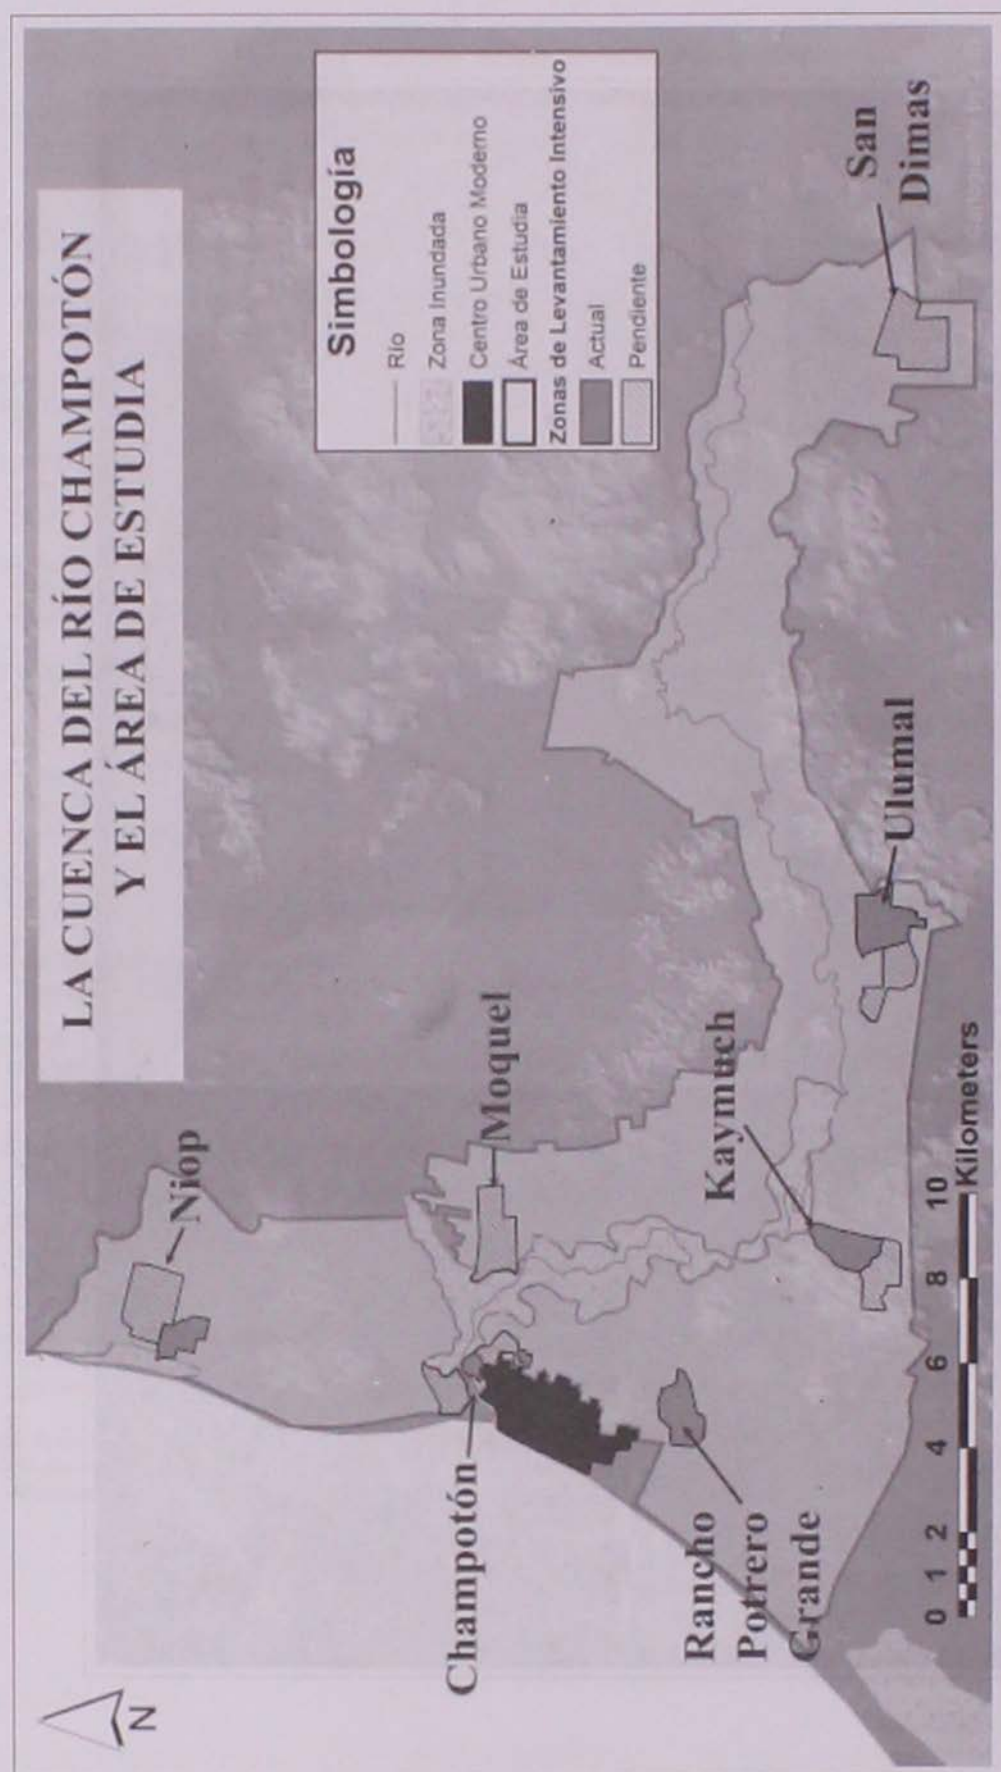 LA CUENCA DEL RÍO CHAMPOTÓN
Y EL ÁREA DE ESTUDIA
Simbología
Río
Zona Inundada
Centro Urbano Moderno
Área de Estudia
Zonas de Levantamiento Intensivo
Actual
Pendiente
N
Niop
Moquel
Champotón
Kaymuch
Rancho
Potrero
Grande
Ulumal
San
Dimas
0 1 2 4 6 8 10
Kilometers